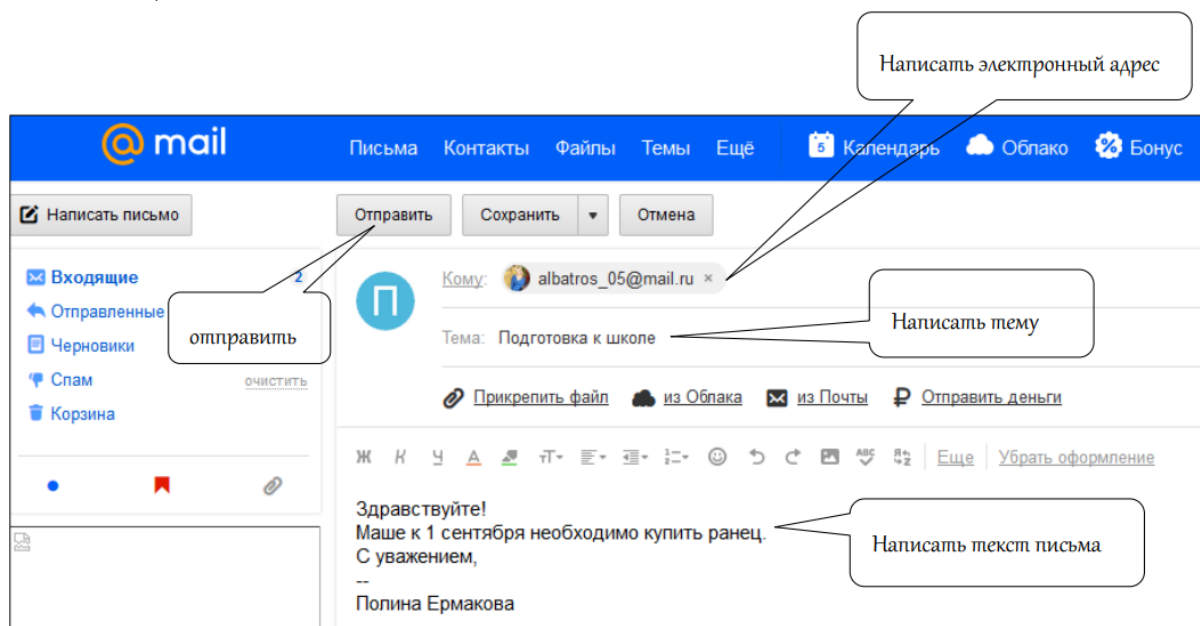 Написать электронный адрес
@ mail
Письма Контакты Файлы Темы Ещё 5 Календарь Облако Бонус
Написать письмо
Отправить Сохранить Отмена
Входящие 2
Отправленные
Черновики
Спам очистить
Корзина
отправить
П
Кому: albatros_05@mail.ru ×
Тема: Подготовка к школе
Написать тему
Прикрепить файл из Облака из Почты Отправить деньги
Ж К Ч А тТ ABC Еще Убрать оформление
Здравствуйте!
Маше к 1 сентября необходимо купить ранец.
С уважением,
--
Полина Ермакова
Написать текст письма